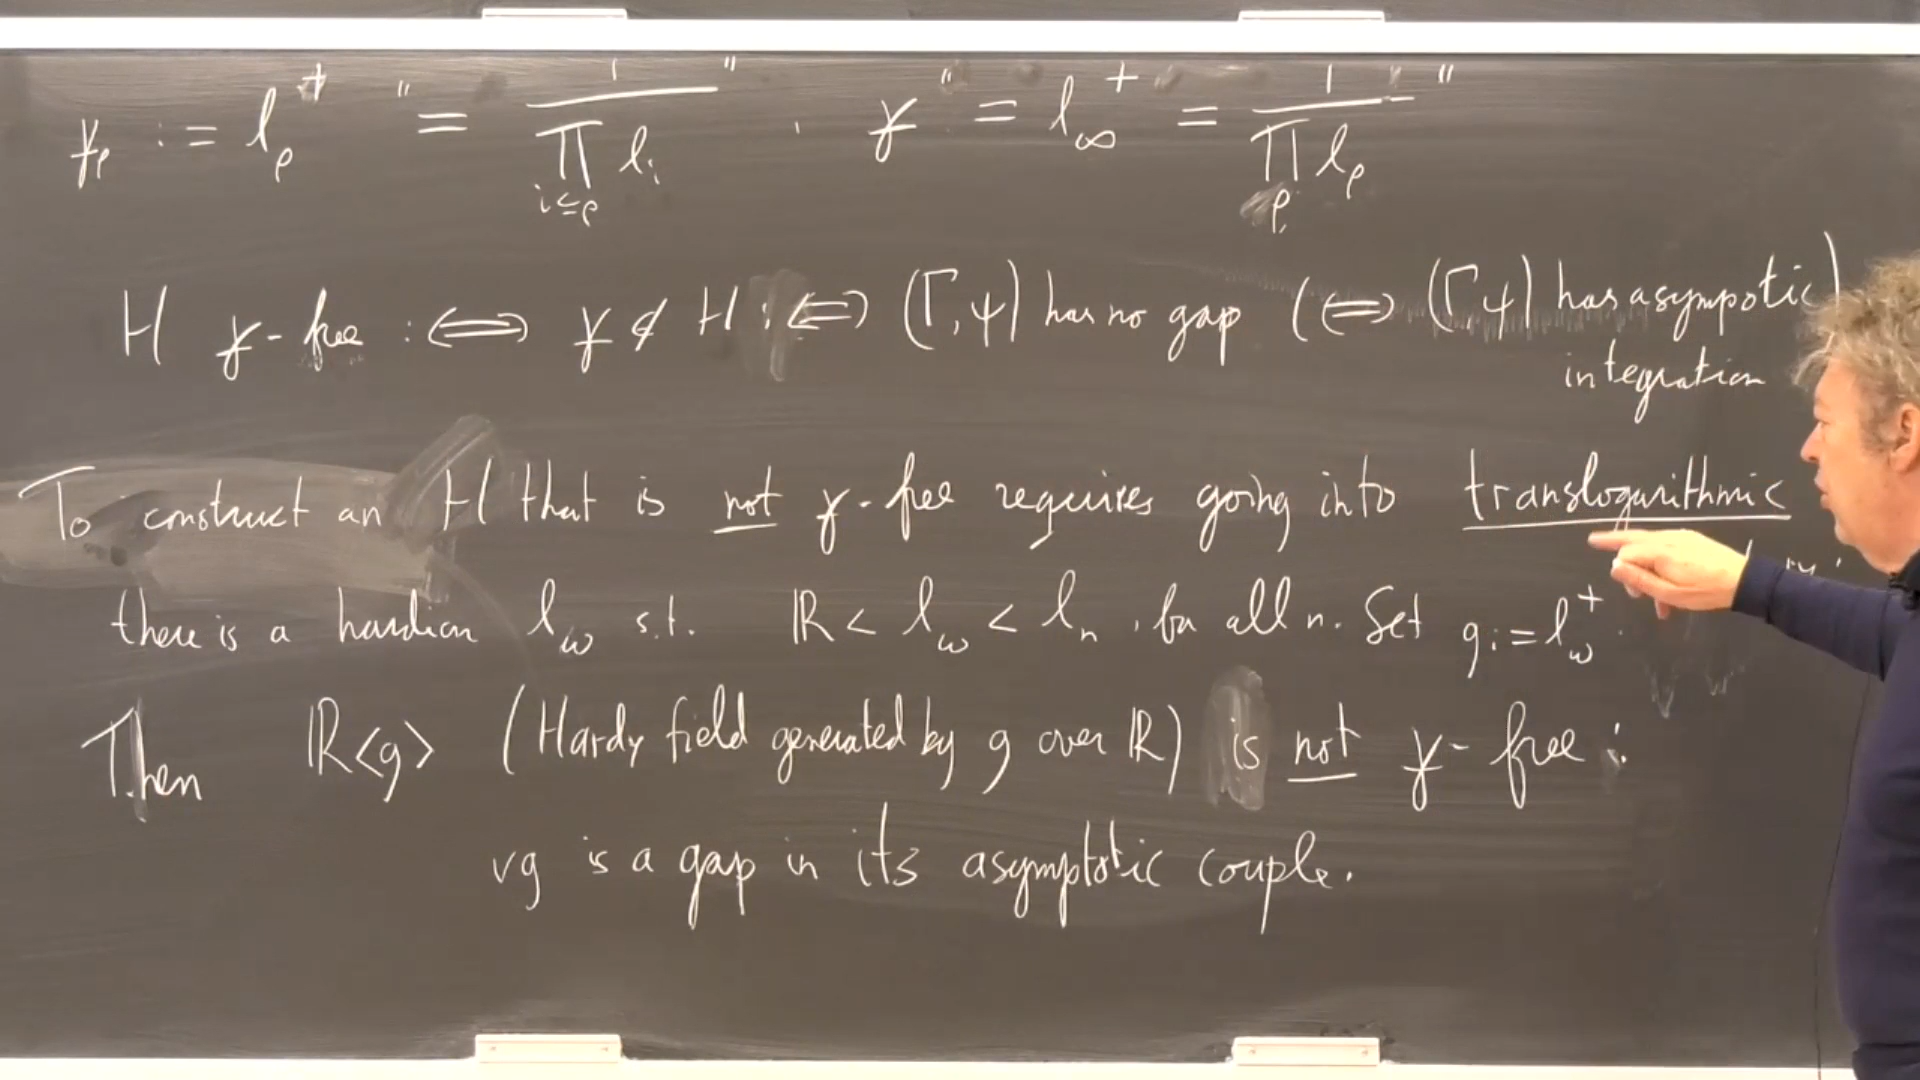 ɣ_ρ := ℓ_ρ^† "= 1/∏_{i≤ρ} ℓ_i" , ɣ "= ℓ_∞^† = 1/∏_ρ ℓ_ρ"
H ɣ-free :⟺ ɣ ∉ H :⟺ (Γ,ψ) has no gap (⟺ (Γ,ψ) has asympotic
integration)
To construct an H that is not ɣ-free requires going into translogarithmic
there is a hardian ℓ_ω s.t. ℝ < ℓ_ω < ℓ_n, for all n. Set g := ℓ_ω^†.
Then ℝ<g> (Hardy field generated by g over ℝ) is not ɣ-free:
vg is a gap in its asymptotic couple.